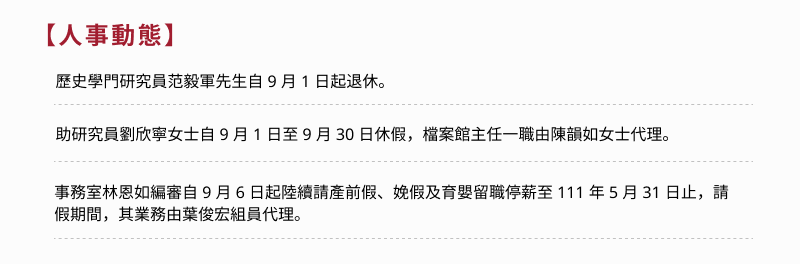 【人事動態】
歷史學門研究員范毅軍先生自 9 月 1 日起退休。
助研究員劉欣寧女士自 9 月 1 日至 9 月 30 日休假，檔案館主任一職由陳韻如女士代理。
事務室林恩如編審自 9 月 6 日起陸續請產前假、娩假及育嬰留職停薪至 111 年 5 月 31 日止，請
假期間，其業務由葉俊宏組員代理。